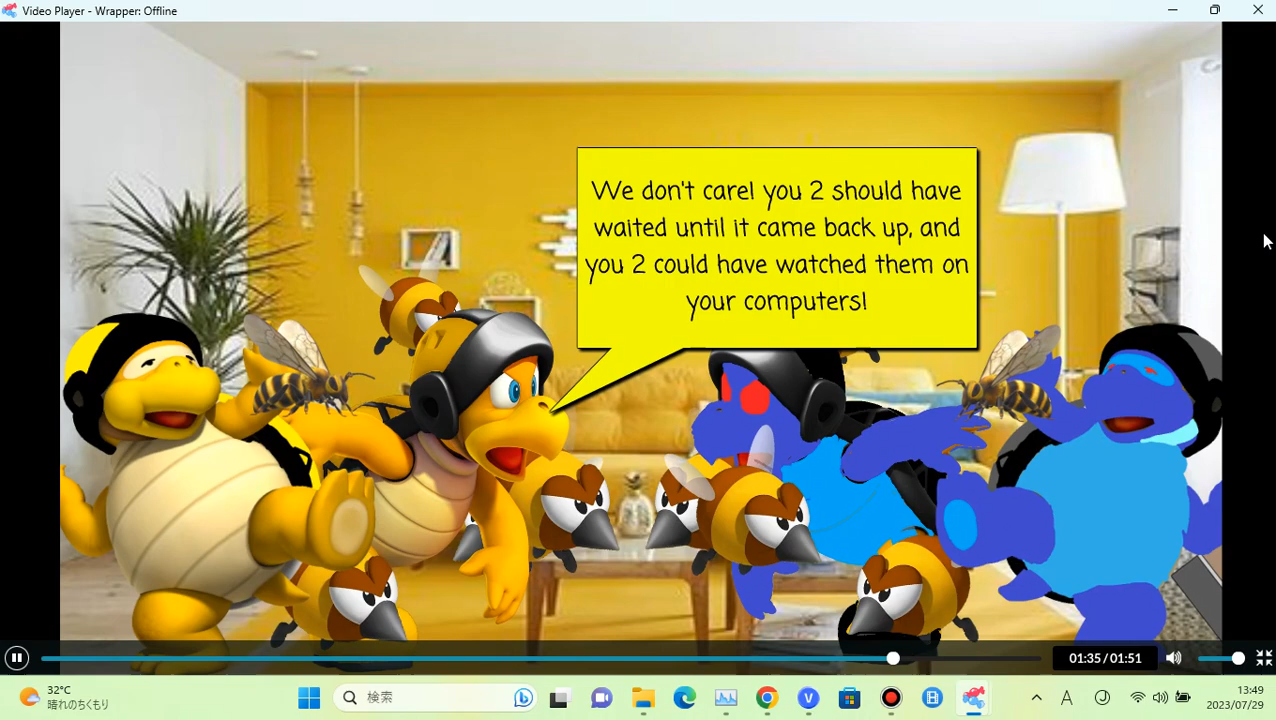 Video Player - Wrapper: Offline
We don't care! you 2 should have
waited until it came back up, and
you 2 could have watched them on
your computers!
01:35 / 01:51
32°C
晴れのちくもり
検索
A
13:49
2023/07/29